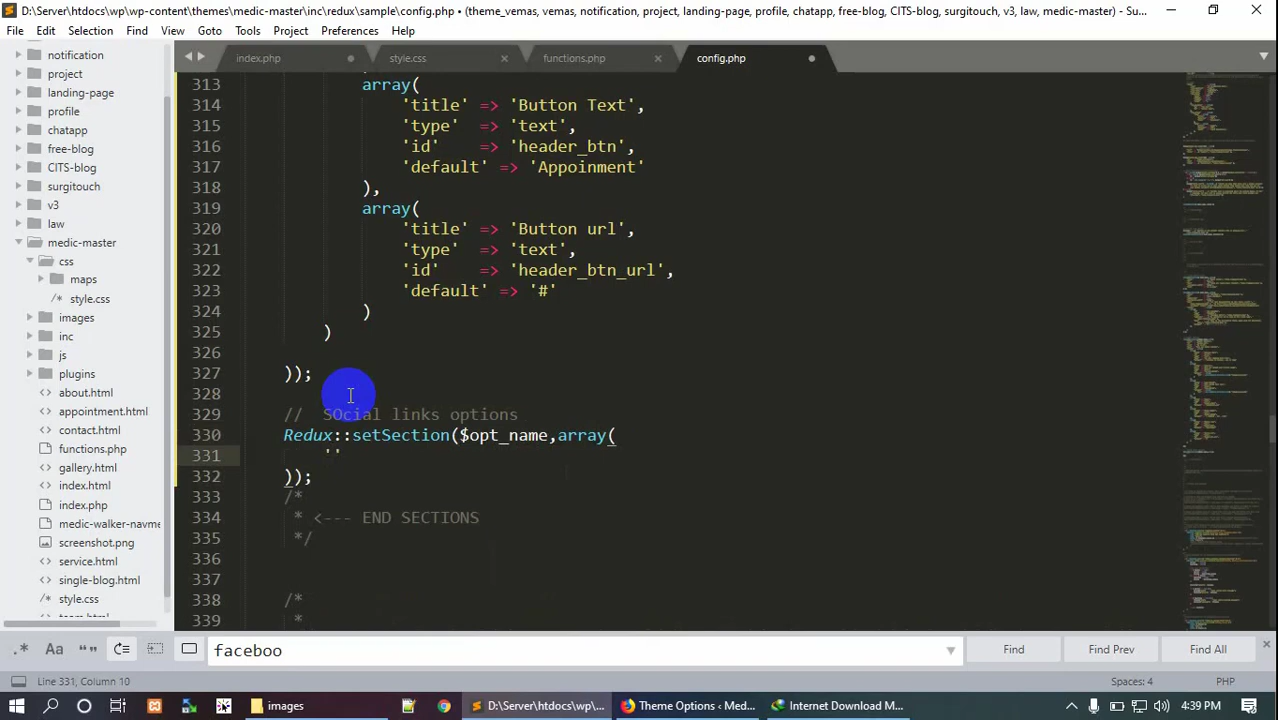 D:\Server\htdocs\wp\wp-content\themes\medic-master\inc\redux\sample\config.php • (theme_vemas, vemas, notification, project, landing-page, profile, chatapp, free-blog, CITS-blog, surgitouch, v3, law, medic-master) - Su...
File Edit Selection Find View Goto Tools Project Preferences Help
index.php style.css functions.php config.php
notification
project
landing-page
profile
chatapp
free-blog
CITS-blog
surgitouch
v3
law
medic-master
css
maps
/* style.css
images
inc
js
plugins
about.html
appointment.html
contact.html
functions.php
gallery.html
index.html
index.php
medic-walker-navme
screenshot.png
service.html
single-blog.html
style.css
313 array(
314 'title' => 'Button Text',
315 'type' => 'text',
316 'id' => 'header_btn',
317 'default' => 'Appoinment'
318 ),
319 array(
320 'title' => 'Button url',
321 'type' => 'text',
322 'id' => 'header_btn_url',
323 'default' => '#'
324 )
325 )
326
327 ));
328
329 // SOcial links options
330 Redux::setSection($opt_name,array(
331 ''
332 ));
333 /*
334 * <--- END SECTIONS
335 */
336
337
338 /*
339 *
.* Aa “” faceboo Find Find Prev Find All
Line 331, Column 10 Spaces: 4 PHP
images D:\Server\htdocs\wp\... Theme Options ‹ Med... Internet Download M... 4:39 PM